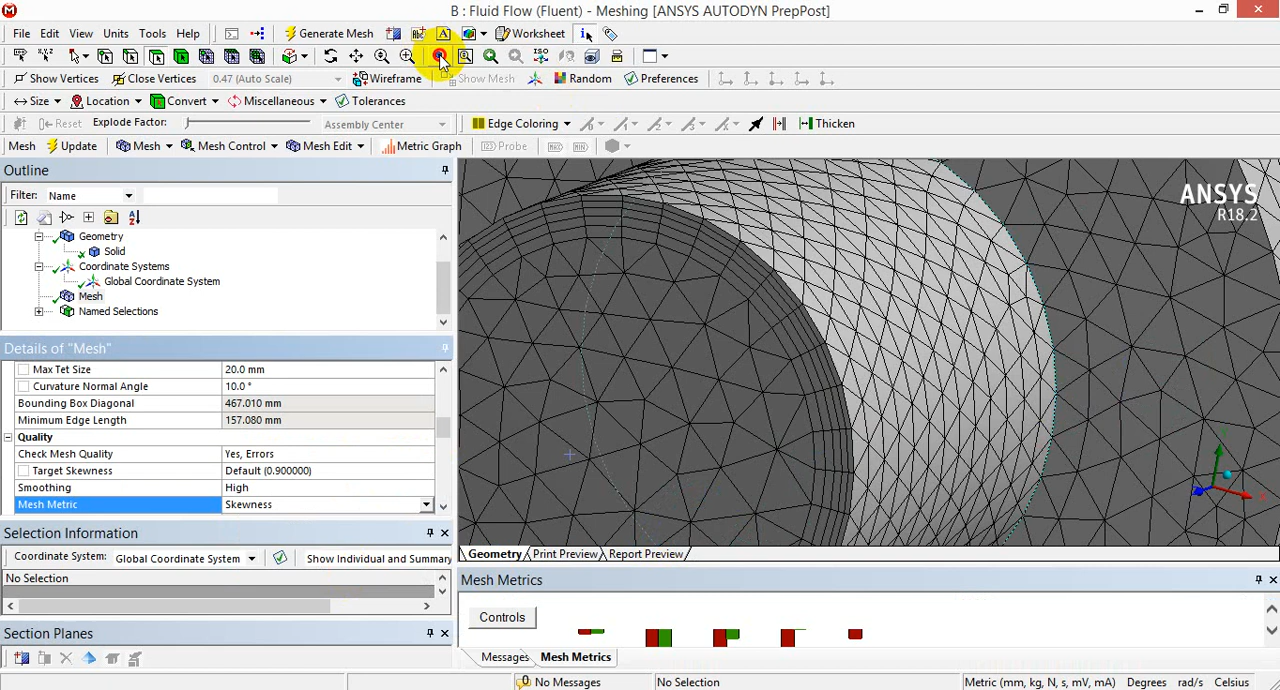 B : Fluid Flow (Fluent) - Meshing [ANSYS AUTODYN PrepPost]
File Edit View Units Tools Help Generate Mesh Worksheet
Show Vertices Close Vertices 0.47 (Auto Scale) Wireframe Show Mesh Random Preferences
Size Location Convert Miscellaneous Tolerances
Reset Explode Factor: Assembly Center Edge Coloring Thicken
Mesh Update Mesh Mesh Control Mesh Edit Metric Graph Probe
Outline
Filter: Name
Geometry
Solid
Coordinate Systems
Global Coordinate System
Mesh
Named Selections
Details of "Mesh"
Max Tet Size 20.0 mm
Curvature Normal Angle 10.0 °
Bounding Box Diagonal 467.010 mm
Minimum Edge Length 157.080 mm
Quality
Check Mesh Quality Yes, Errors
Target Skewness Default (0.900000)
Smoothing High
Mesh Metric Skewness
Selection Information
Coordinate System: Global Coordinate System Show Individual and Summary
No Selection
Section Planes
ANSYS
R18.2
Geometry Print Preview Report Preview
Mesh Metrics
Controls
Messages Mesh Metrics
No Messages No Selection Metric (mm, kg, N, s, mV, mA) Degrees rad/s Celsius